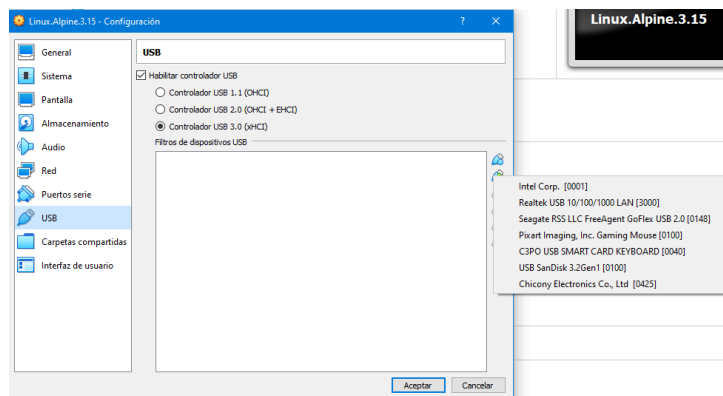 Linux.Alpine.3.15 - Configuración
?
Linux.Alpine.3.15
General
Sistema
Pantalla
Almacenamiento
Audio
Red
Puertos serie
USB
Carpetas compartidas
Interfaz de usuario
USB
Habilitar controlador USB
Controlador USB 1.1 (OHCI)
Controlador USB 2.0 (OHCI + EHCI)
Controlador USB 3.0 (xHCI)
Filtros de dispositivos USB
Intel Corp. [0001]
Realtek USB 10/100/1000 LAN [3000]
Seagate RSS LLC FreeAgent GoFlex USB 2.0 [0148]
Pixart Imaging, Inc. Gaming Mouse [0100]
C3PO USB SMART CARD KEYBOARD [0040]
USB SanDisk 3.2Gen1 [0100]
Chicony Electronics Co., Ltd [0425]
Aceptar
Cancelar